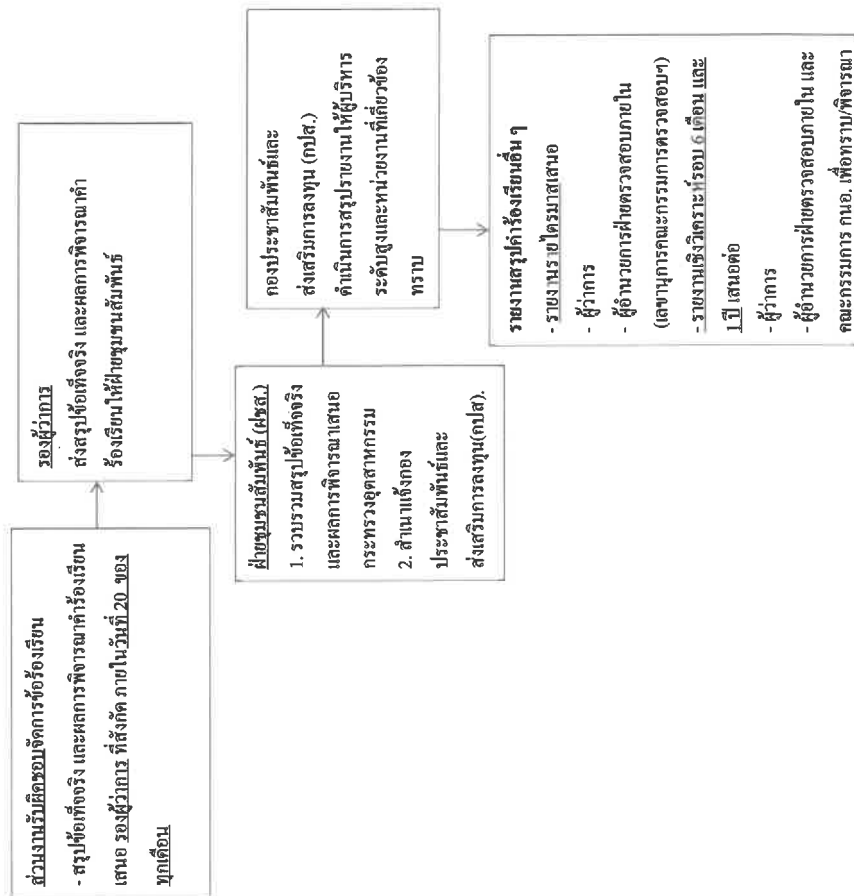 ส่วนงานรับผิดชอบจัดการข้อร้องเรียน
- สรุปข้อเท็จจริง และผลการพิจารณาคำร้องเรียน
เสนอ รองผู้ว่าการ ที่สังกัด ภายในวันที่ 20 ของ
ทุกเดือน
รองผู้ว่าการ
ส่งสรุปข้อเท็จจริง และผลการพิจารณาคำ
ร้องเรียนให้ฝ่ายชุมชนสัมพันธ์
ฝ่ายชุมชนสัมพันธ์ (ฝชส.)
1. รวบรวมสรุปข้อเท็จจริง
และผลการพิจารณาเสนอ
กระทรวงอุตสาหกรรม
2. สำเนาแจ้งกอง
ประชาสัมพันธ์และ
ส่งเสริมการลงทุน(กปส).
กองประชาสัมพันธ์และ
ส่งเสริมการลงทุน (กปส.)
ดำเนินการสรุปรายงานให้ผู้บริหาร
ระดับสูงและหน่วยงานที่เกี่ยวข้อง
ทราบ
รายงานสรุปคำร้องเรียนอื่น ๆ
- รายงานรายไตรมาสเสนอ
- ผู้ว่าการ
- ผู้อำนวยการฝ่ายตรวจสอบภายใน
(เลขานุการคณะกรรมการตรวจสอบฯ)
- รายงานเชิงวิเคราะห์รอบ 6 เดือน และ
1 ปี เสนอต่อ
- ผู้ว่าการ
- ผู้อำนวยการฝ่ายตรวจสอบภายใน และ
คณะกรรมการ กนอ. เพื่อทราบ/พิจารณา